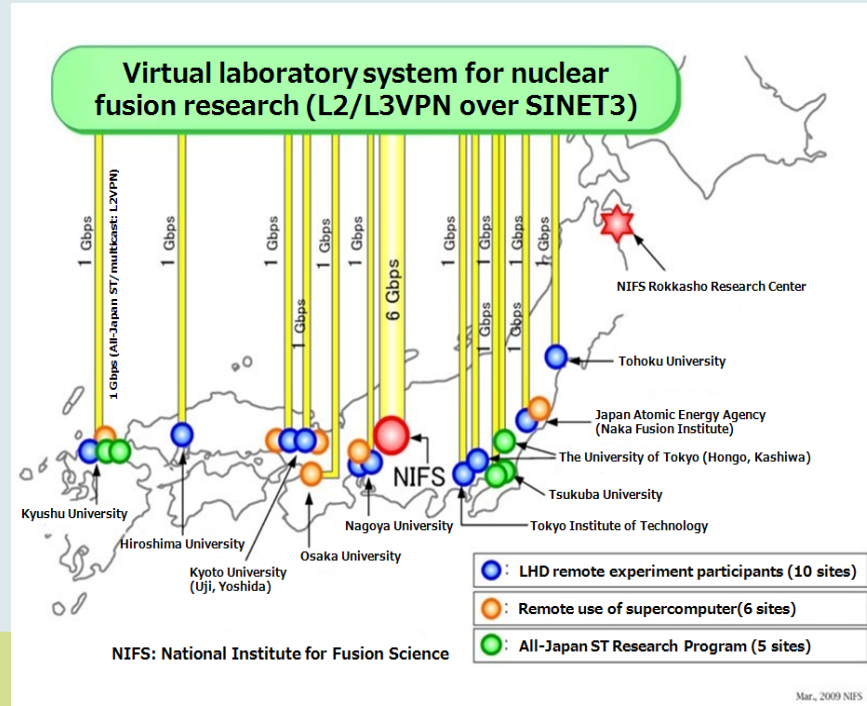 Virtual laboratory system for nuclear
fusion research (L2/L3VPN over SINET3)
1 Gbps
1 Gbps (All-Japan ST/ multicast: L2VPN)
1 Gbps
1 Gbps
1 Gbps
1 Gbps
1 Gbps
6 Gbps
1 Gbps
1 Gbps
1 Gbps
1 Gbps
1 Gbps
1 Gbps
NIFS Rokkasho Research Center
Tohoku University
Japan Atomic Energy Agency
(Naka Fusion Institute)
The University of Tokyo (Hongo, Kashiwa)
NIFS
Tsukuba University
Kyushu University
Nagoya University
Tokyo Institute of Technology
Hiroshima University
Osaka University
Kyoto University
(Uji, Yoshida)
: LHD remote experiment participants (10 sites)
: Remote use of supercomputer(6 sites)
: All-Japan ST Research Program (5 sites)
NIFS: National Institute for Fusion Science
Mar., 2009 NIFS